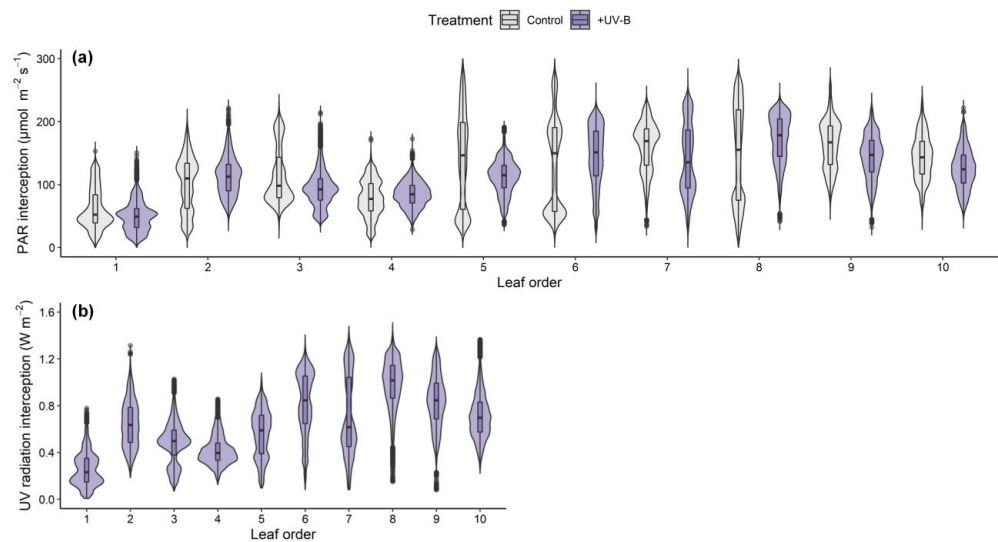 Treatment Control +UV-B
(a)
PAR interception (µmol m⁻² s⁻¹)
300
200
100
0
1 2 3 4 5 6 7 8 9 10
Leaf order
(b)
UV radiation interception (W m⁻²)
1.6
1.2
0.8
0.4
0.0
1 2 3 4 5 6 7 8 9 10
Leaf order